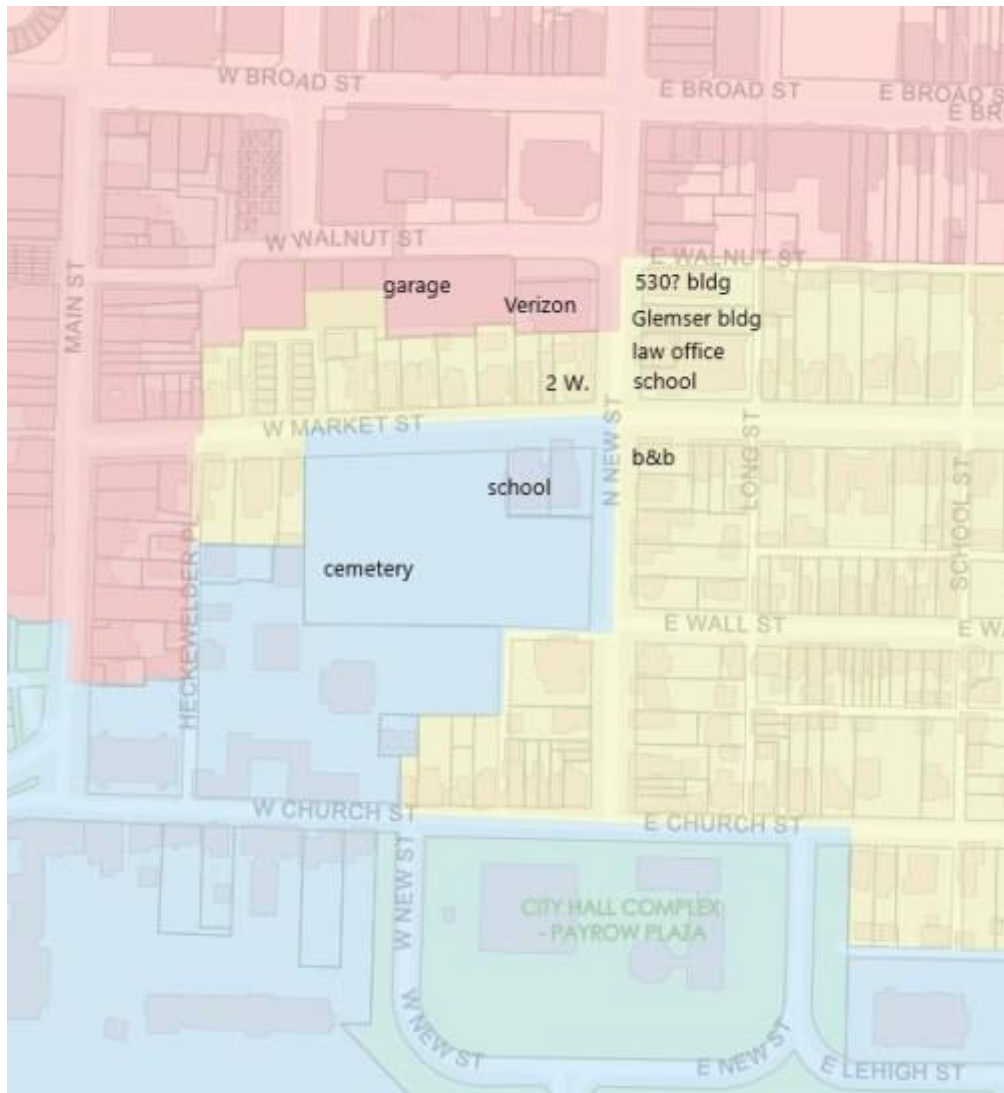 W BROAD ST
E BROAD ST
E BROAD S
E BR
W WALNUT ST
E WALNUT ST
MAIN ST
garage
Verizon
530? bldg
Glemser bldg
law office
2 W.
school
W MARKET ST
N NEW ST
LONG ST
b&b
school
SCHOOL ST
cemetery
HECKEWELDER PL
E WALL ST
E WA
W CHURCH ST
E CHURCH ST
W NEW ST
CITY HALL COMPLEX
- PAYROW PLAZA
W NEW ST
E NEW ST
E LEHIGH ST